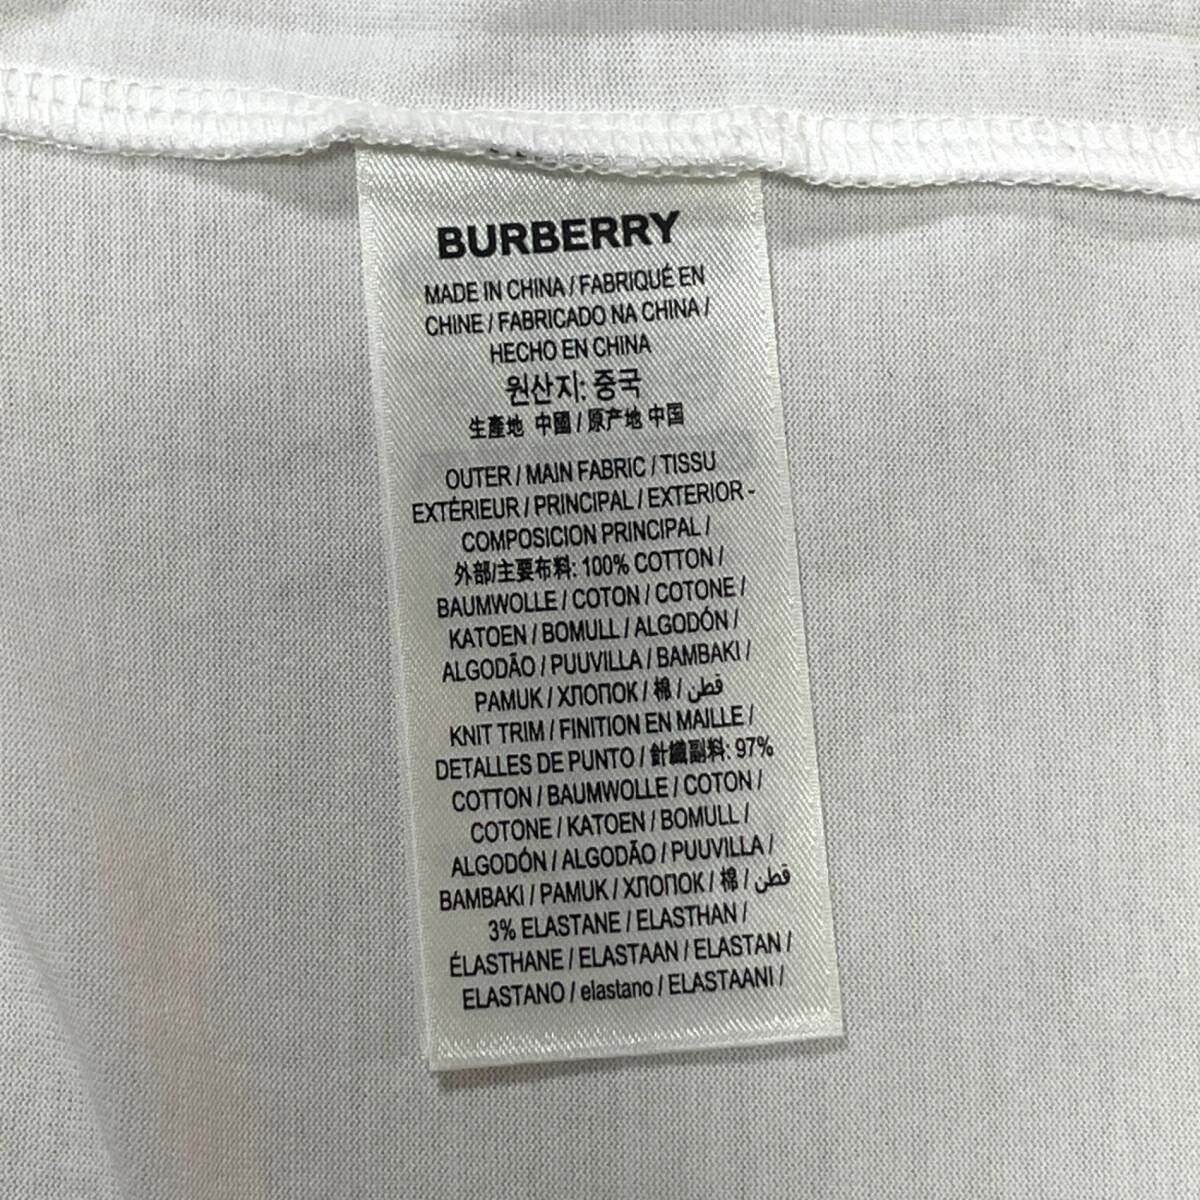 BURBERRY
MADE IN CHINA / FABRIQUÉ EN
CHINE / FABRICADO NA CHINA /
HECHO EN CHINA
원산지: 중국
生產地 中國 / 原产地 中国
OUTER / MAIN FABRIC / TISSU
EXTÉRIEUR / PRINCIPAL / EXTERIOR -
COMPOSICION PRINCIPAL /
外部/主要布料: 100% COTTON /
BAUMWOLLE / COTON / COTONE /
KATOEN / BOMULL / ALGODÓN /
ALGODÃO / PUUVILLA / BAMBAKI /
PAMUK / ХЛОПОК / 棉 / قطن
KNIT TRIM / FINITION EN MAILLE /
DETALLES DE PUNTO / 針織副料: 97%
COTTON / BAUMWOLLE / COTON /
COTONE / KATOEN / BOMULL /
ALGODÓN / ALGODÃO / PUUVILLA /
BAMBAKI / PAMUK / ХЛОПОК / 棉 / قطن
3% ELASTANE / ELASTHAN /
ÉLASTHANE / ELASTAAN / ELASTAN /
ELASTANO / elastano / ELASTAANI /